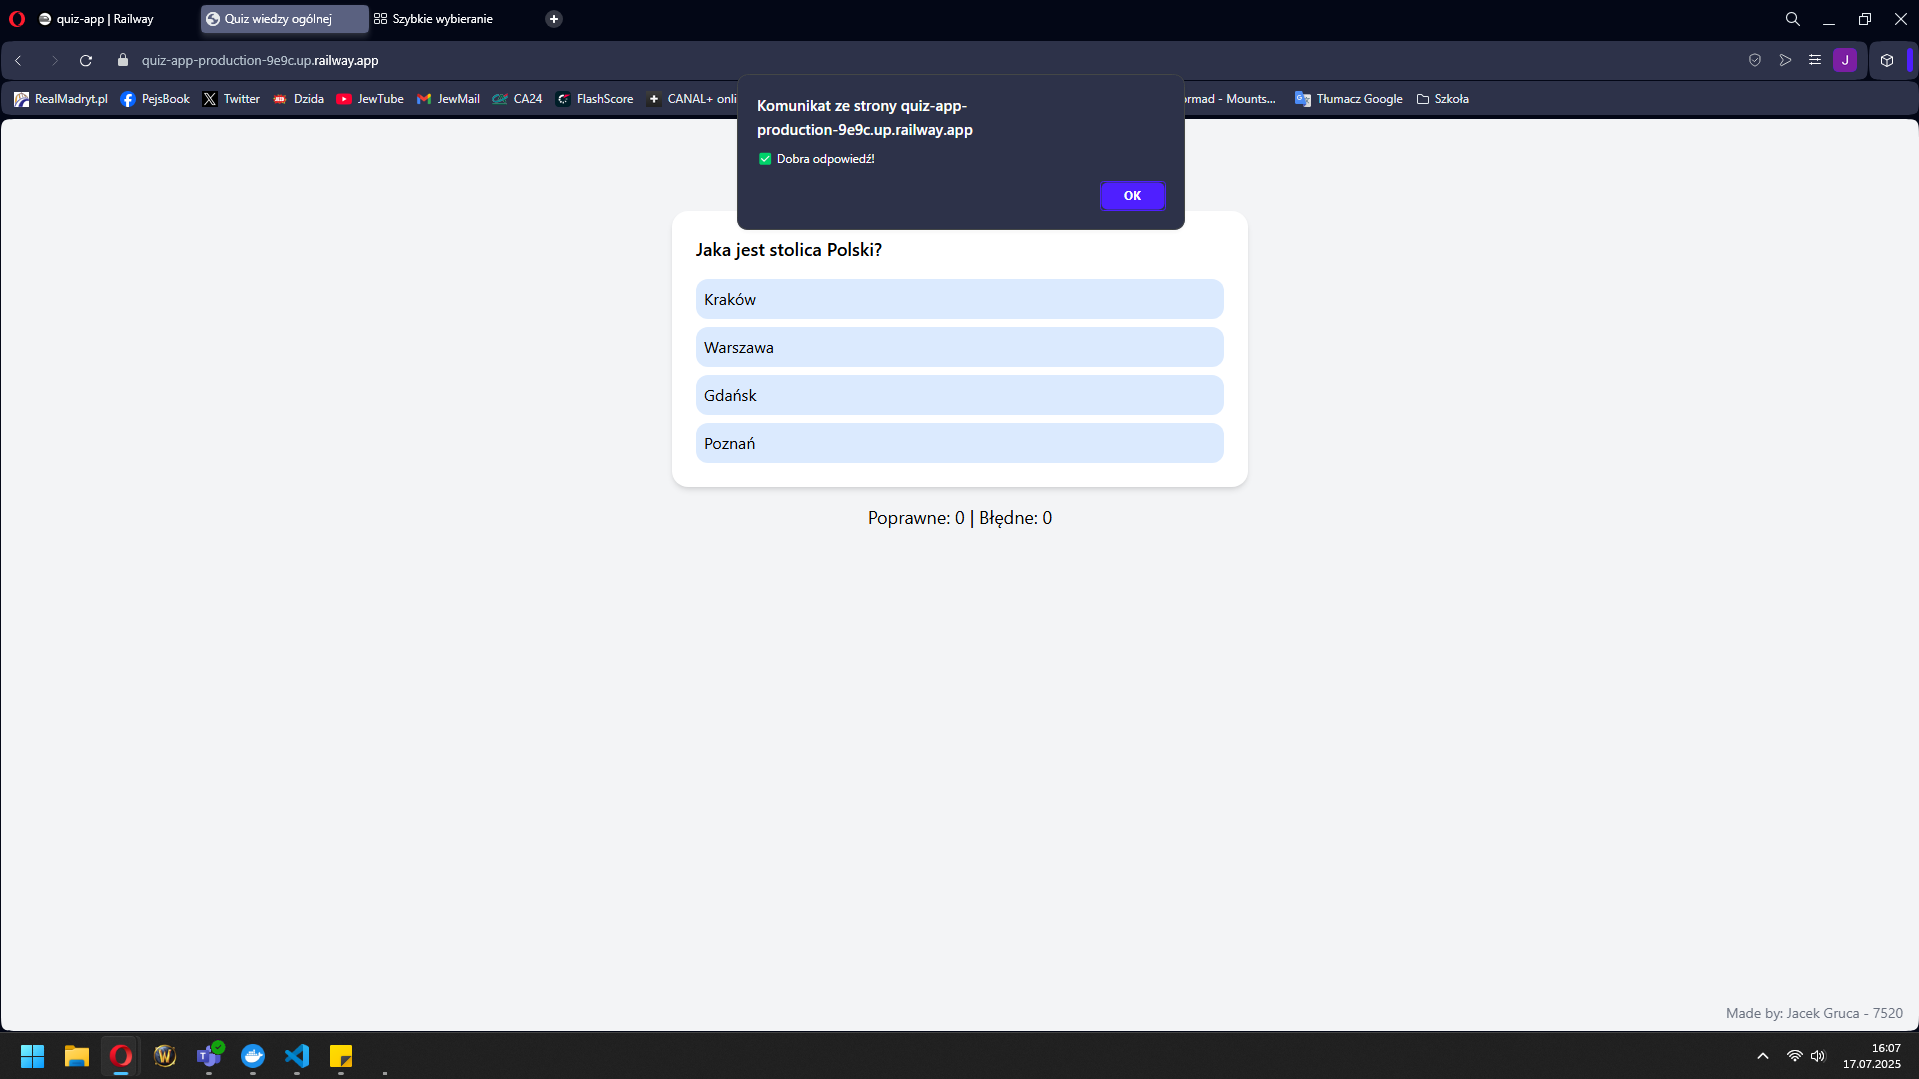 quiz-app | Railway
Quiz wiedzy ogólnej
Szybkie wybieranie
quiz-app-production-9e9c.up.railway.app
J
RealMadryt.pl
PejsBook
Twitter
Dzida
JewTube
JewMail
CA24
FlashScore
CANAL+ onli
ormad - Mounts...
Tłumacz Google
Szkoła
Komunikat ze strony quiz-app-
production-9e9c.up.railway.app
Dobra odpowiedź!
OK
Jaka jest stolica Polski?
Kraków
Warszawa
Gdańsk
Poznań
Poprawne: 0 | Błędne: 0
Made by: Jacek Gruca - 7520
16:07
17.07.2025